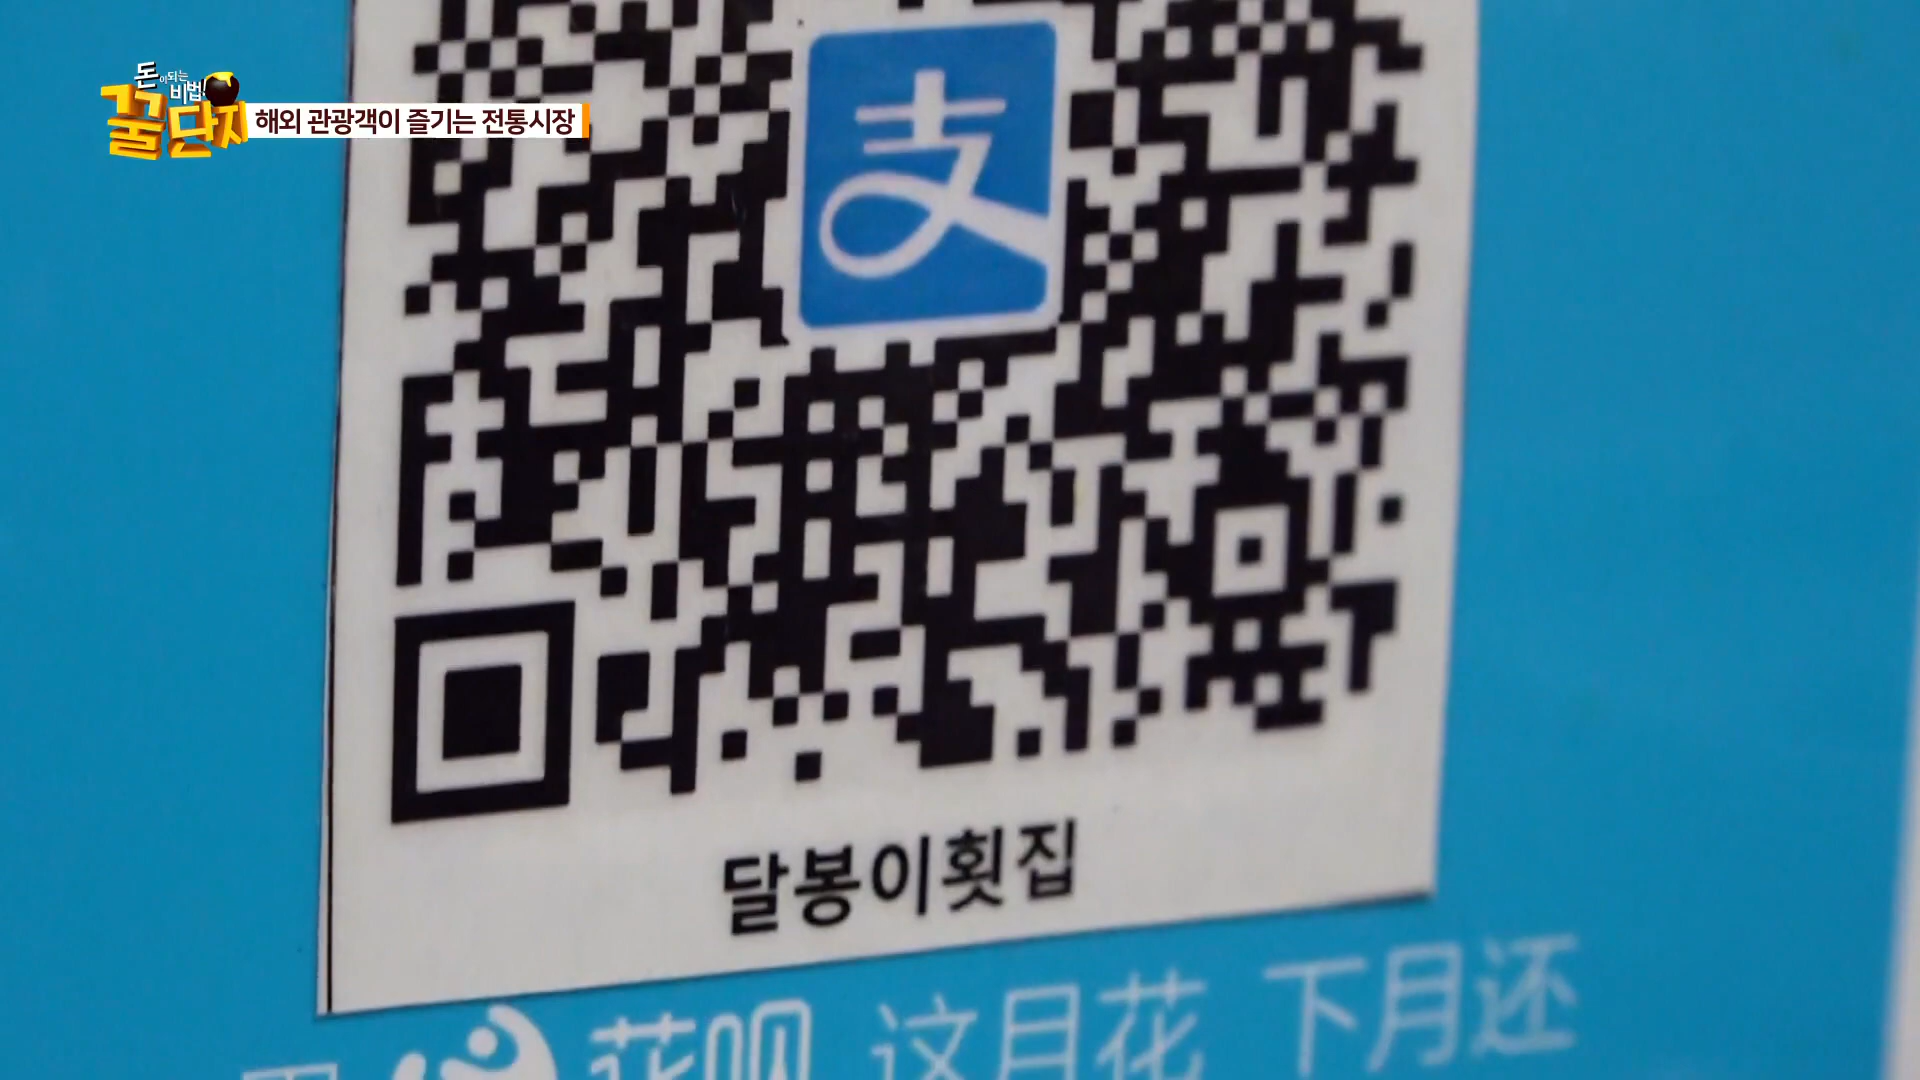 돈이되는
비법!
꿀단지
해외 관광객이 즐기는 전통시장
支
달봉이횟집
用 花呗 这月花 下月还